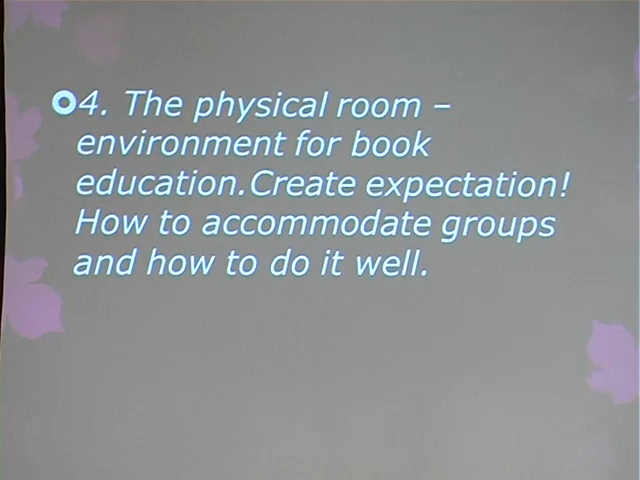 4. The physical room –
environment for book
education.Create expectation!
How to accommodate groups
and how to do it well.